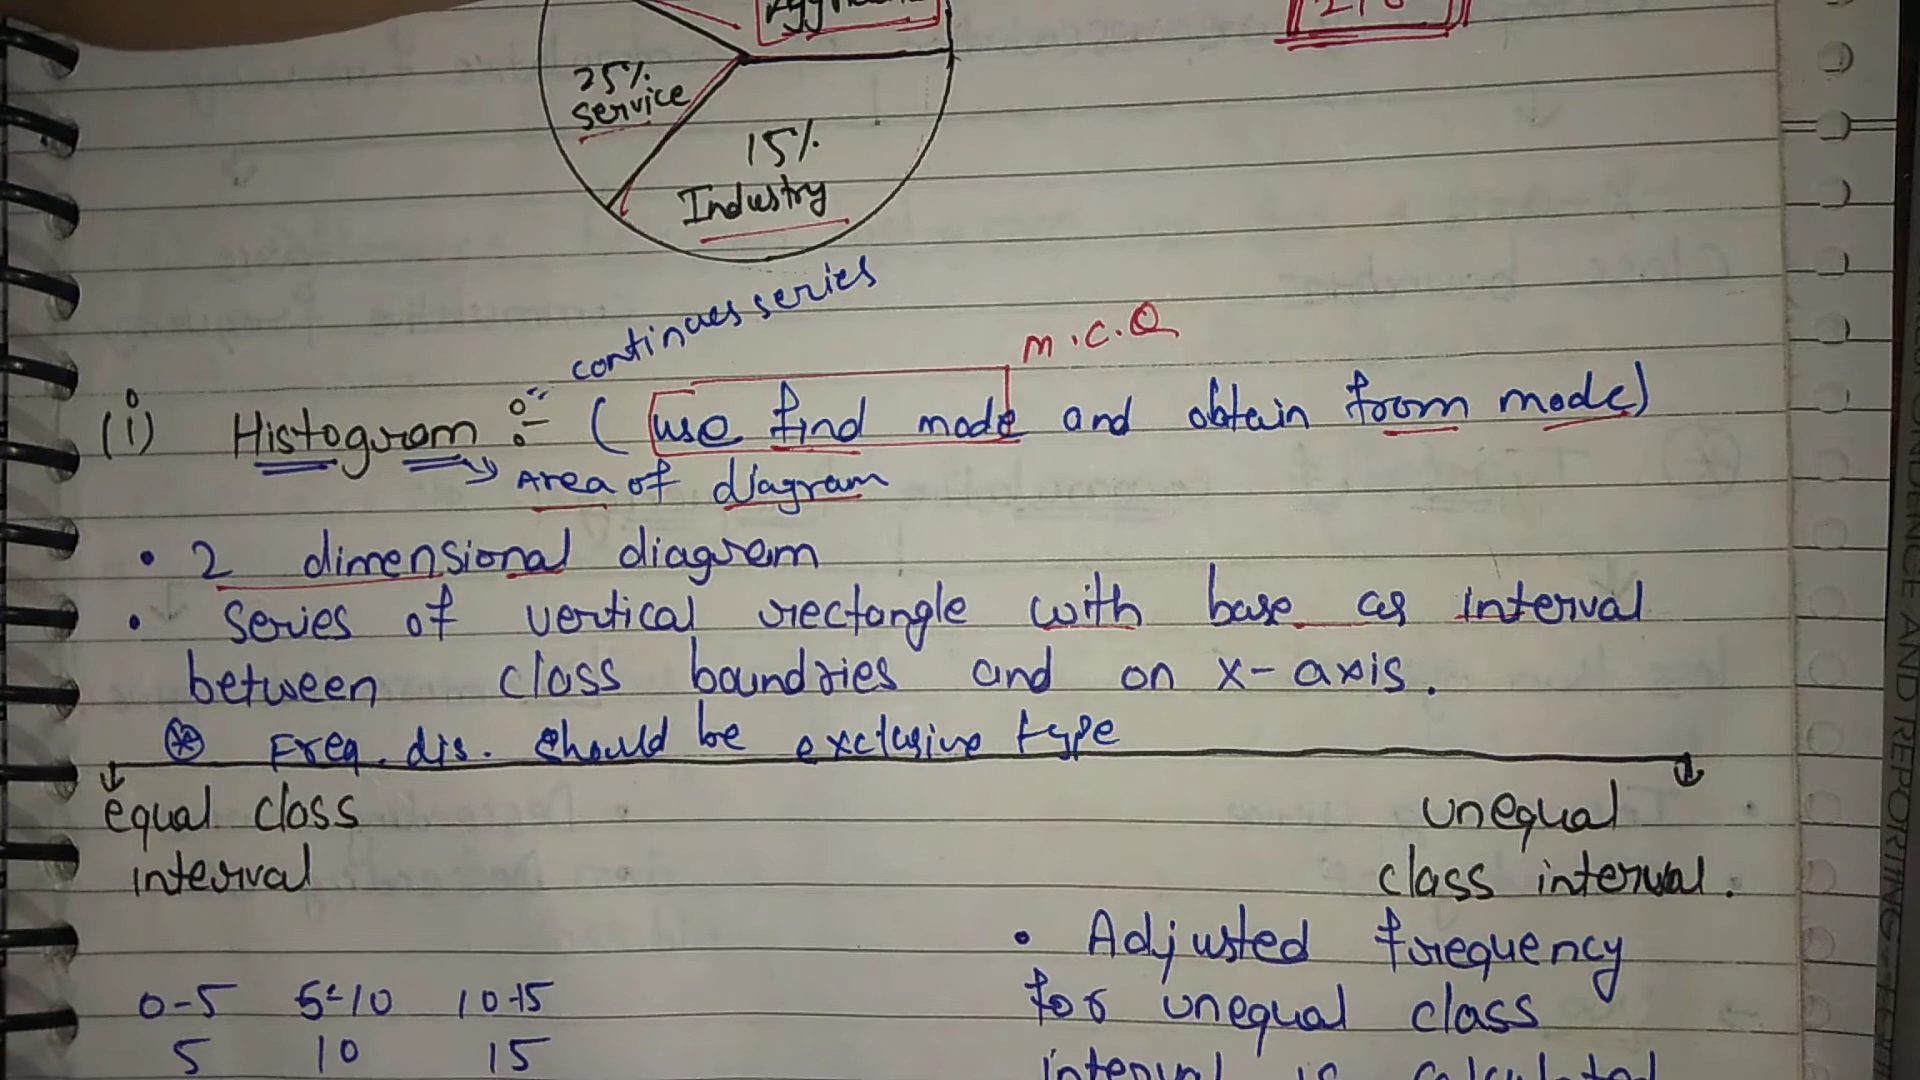 25%
service
15%
Industry
continues series
m.c.Q
(i) Histogram :- (use find mode and obtain from mode)
Area of diagram
• 2 dimensional diagram
• series of vertical rectangle with base as interval
between class boundries and on x-axis.
* Freq. dis. should be exclusive type
equal class
interval
unequal
class interval.
• Adjusted frequency
for unequal class
0-5 5-10 10-15
5 10 15
interval is calculated